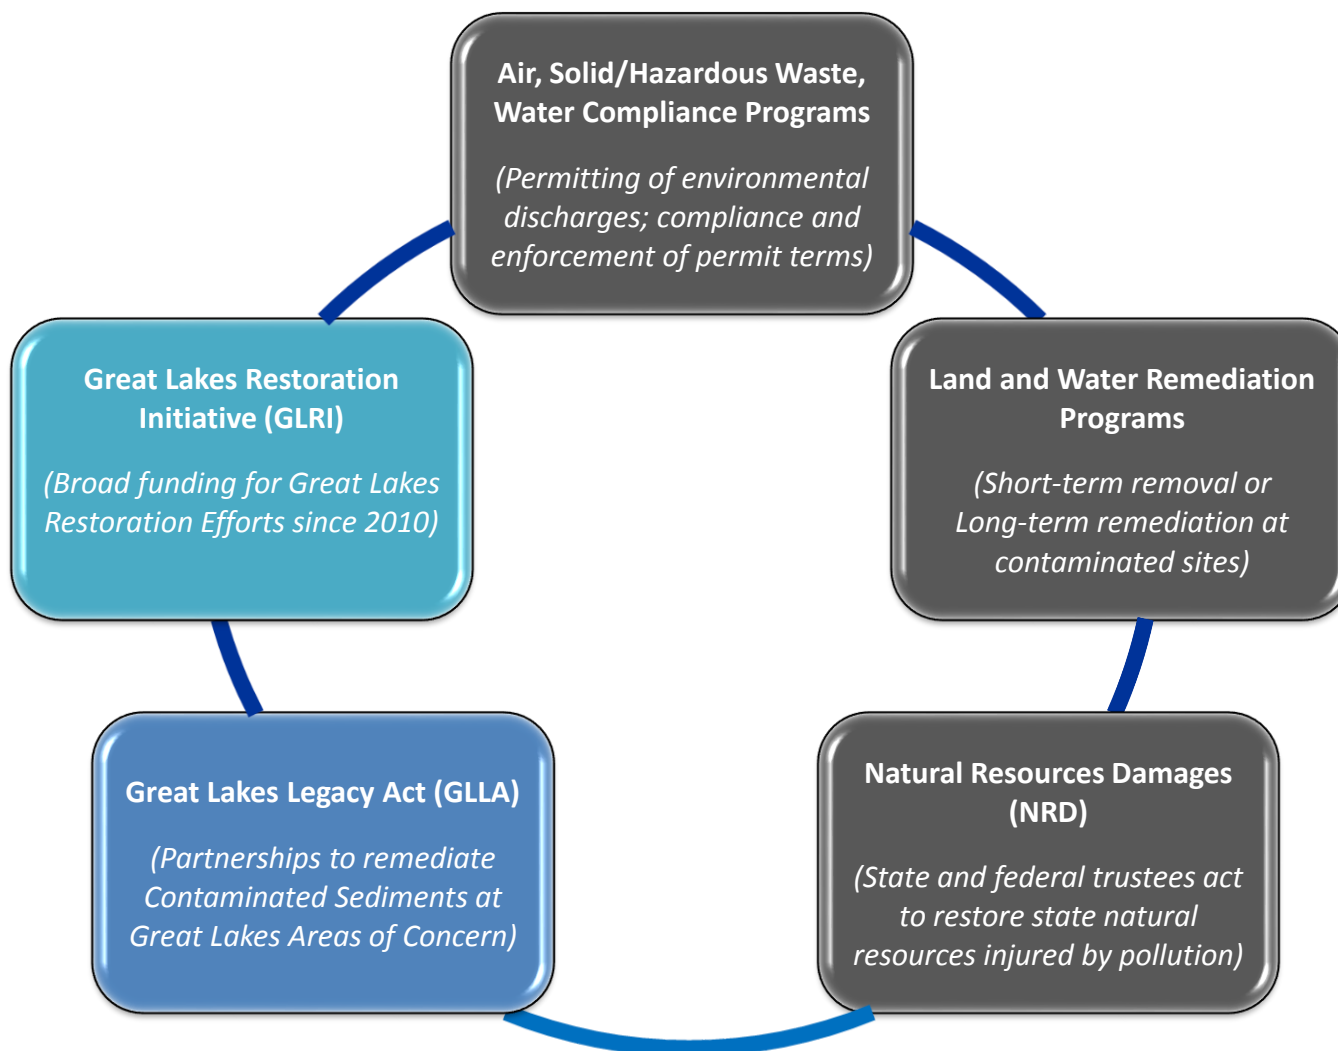 Air, Solid/Hazardous Waste,
Water Compliance Programs
(Permitting of environmental
discharges; compliance and
enforcement of permit terms)
Great Lakes Restoration
Initiative (GLRI)
(Broad funding for Great Lakes
Restoration Efforts since 2010)
Land and Water Remediation
Programs
(Short-term removal or
Long-term remediation at
contaminated sites)
Great Lakes Legacy Act (GLLA)
(Partnerships to remediate
Contaminated Sediments at
Great Lakes Areas of Concern)
Natural Resources Damages
(NRD)
(State and federal trustees act
to restore state natural
resources injured by pollution)